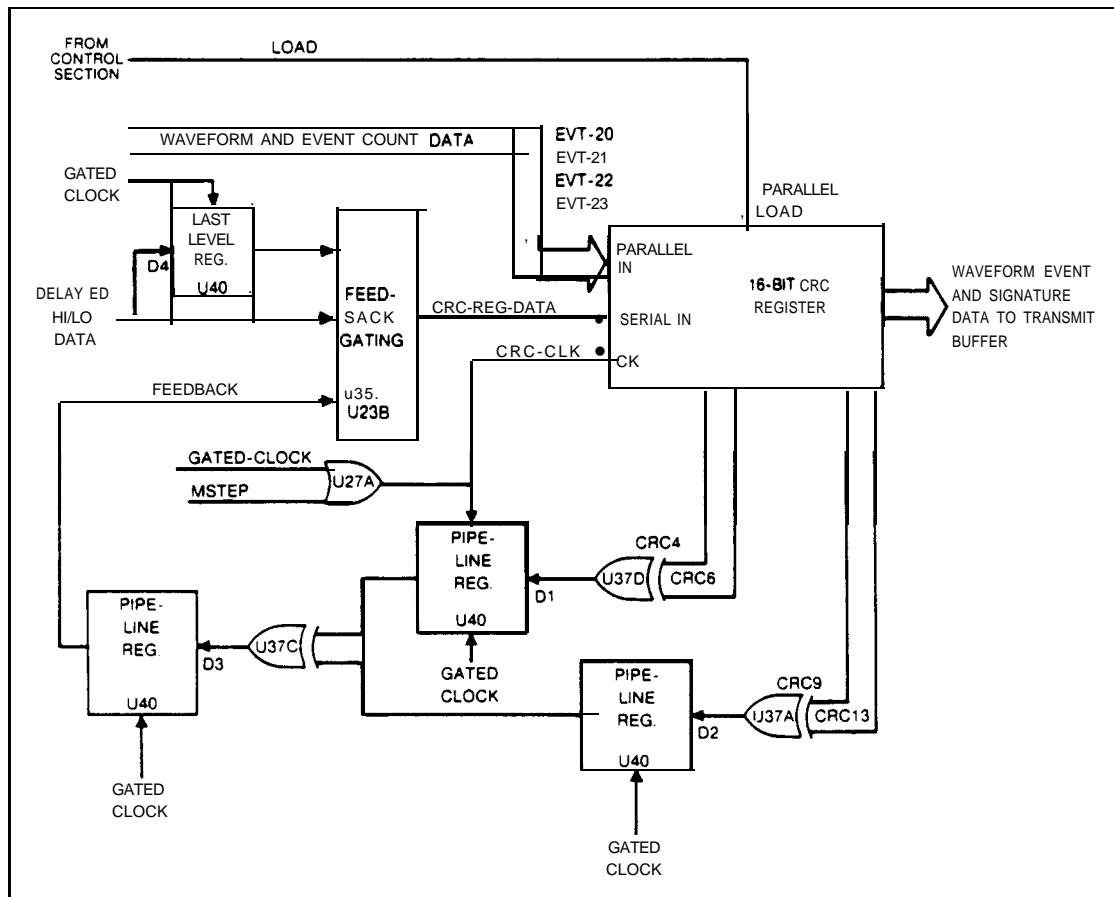 FROM
CONTROL
SECTION
LOAD
WAVEFORM AND EVENT COUNT DATA
EVT-20
EVT-21
EVT-22
EVT-23
GATED
CLOCK
PARALLEL
LOAD
LAST
LEVEL
REG.
U40
D4
PARALLEL
IN
16-BIT CRC
REGISTER
WAVEFORM EVENT
AND SIGNATURE
DATA TO TRANSMIT
BUFFER
DELAY ED
HI/LO
DATA
FEED-
SACK
GATING
CRC-REG-DATA
SERIAL IN
CRC-CLK
CK
FEEDBACK
u35.
U23B
GATED-CLOCK
MSTEP
U27A
PIPE-
LINE
REG.
U40
D1
U37D
CRC4
CRC6
PIPE-
LINE
REG.
U40
D3
U37C
GATED
CLOCK
PIPE-
LINE
REG.
U40
D2
U37A
CRC9
CRC13
GATED
CLOCK
GATED
CLOCK